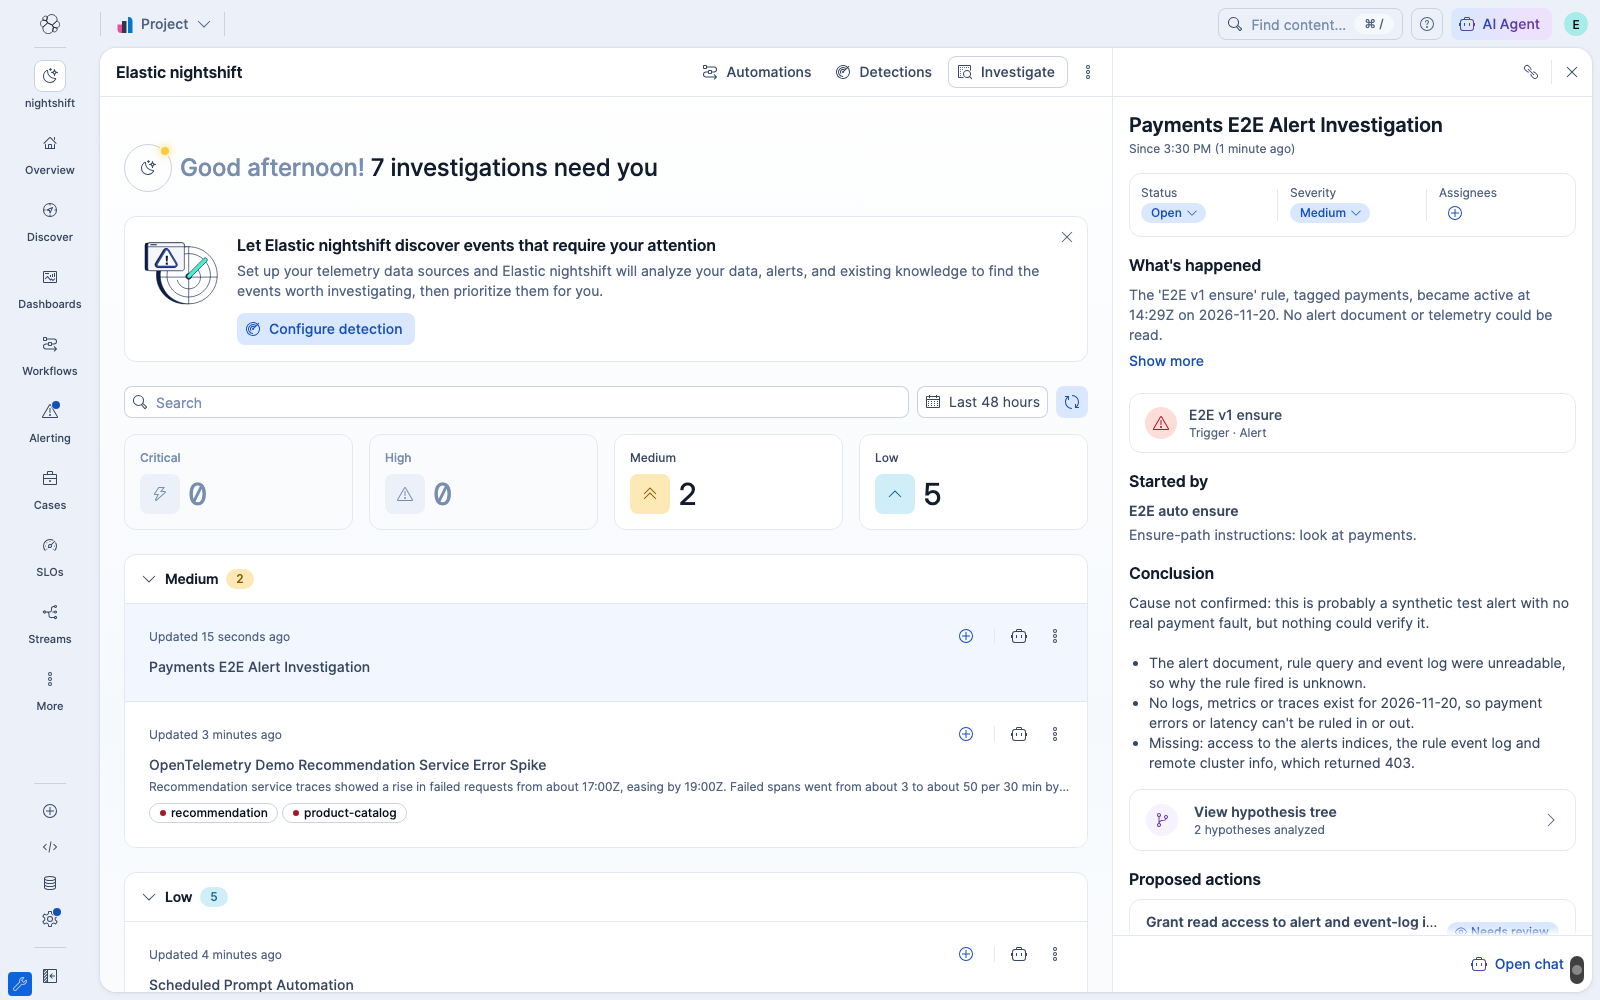 Project
Find content...
⌘ /
AI Agent
E
nightshift
Overview
Discover
Dashboards
Workflows
Alerting
Cases
SLOs
Streams
More
Elastic nightshift
Automations
Detections
Investigate
Good afternoon! 7 investigations need you
Let Elastic nightshift discover events that require your attention
Set up your telemetry data sources and Elastic nightshift will analyze your data, alerts, and existing knowledge to find the
events worth investigating, then prioritize them for you.
Configure detection
Search
Last 48 hours
Critical
0
High
0
Medium
2
Low
5
Medium 2
Updated 15 seconds ago
Payments E2E Alert Investigation
Updated 3 minutes ago
OpenTelemetry Demo Recommendation Service Error Spike
Recommendation service traces showed a rise in failed requests from about 17:00Z, easing by 19:00Z. Failed spans went from about 3 to about 50 per 30 min by...
recommendation
product-catalog
Low 5
Updated 4 minutes ago
Scheduled Prompt Automation
Payments E2E Alert Investigation
Since 3:30 PM (1 minute ago)
Status
Open
Severity
Medium
Assignees
What's happened
The 'E2E v1 ensure' rule, tagged payments, became active at
14:29Z on 2026-11-20. No alert document or telemetry could be
read.
Show more
E2E v1 ensure
Trigger · Alert
Started by
E2E auto ensure
Ensure-path instructions: look at payments.
Conclusion
Cause not confirmed: this is probably a synthetic test alert with no
real payment fault, but nothing could verify it.
• The alert document, rule query and event log were unreadable,
so why the rule fired is unknown.
• No logs, metrics or traces exist for 2026-11-20, so payment
errors or latency can't be ruled in or out.
• Missing: access to the alerts indices, the rule event log and
remote cluster info, which returned 403.
View hypothesis tree
2 hypotheses analyzed
Proposed actions
Grant read access to alert and event-log i...
Needs review
Open chat